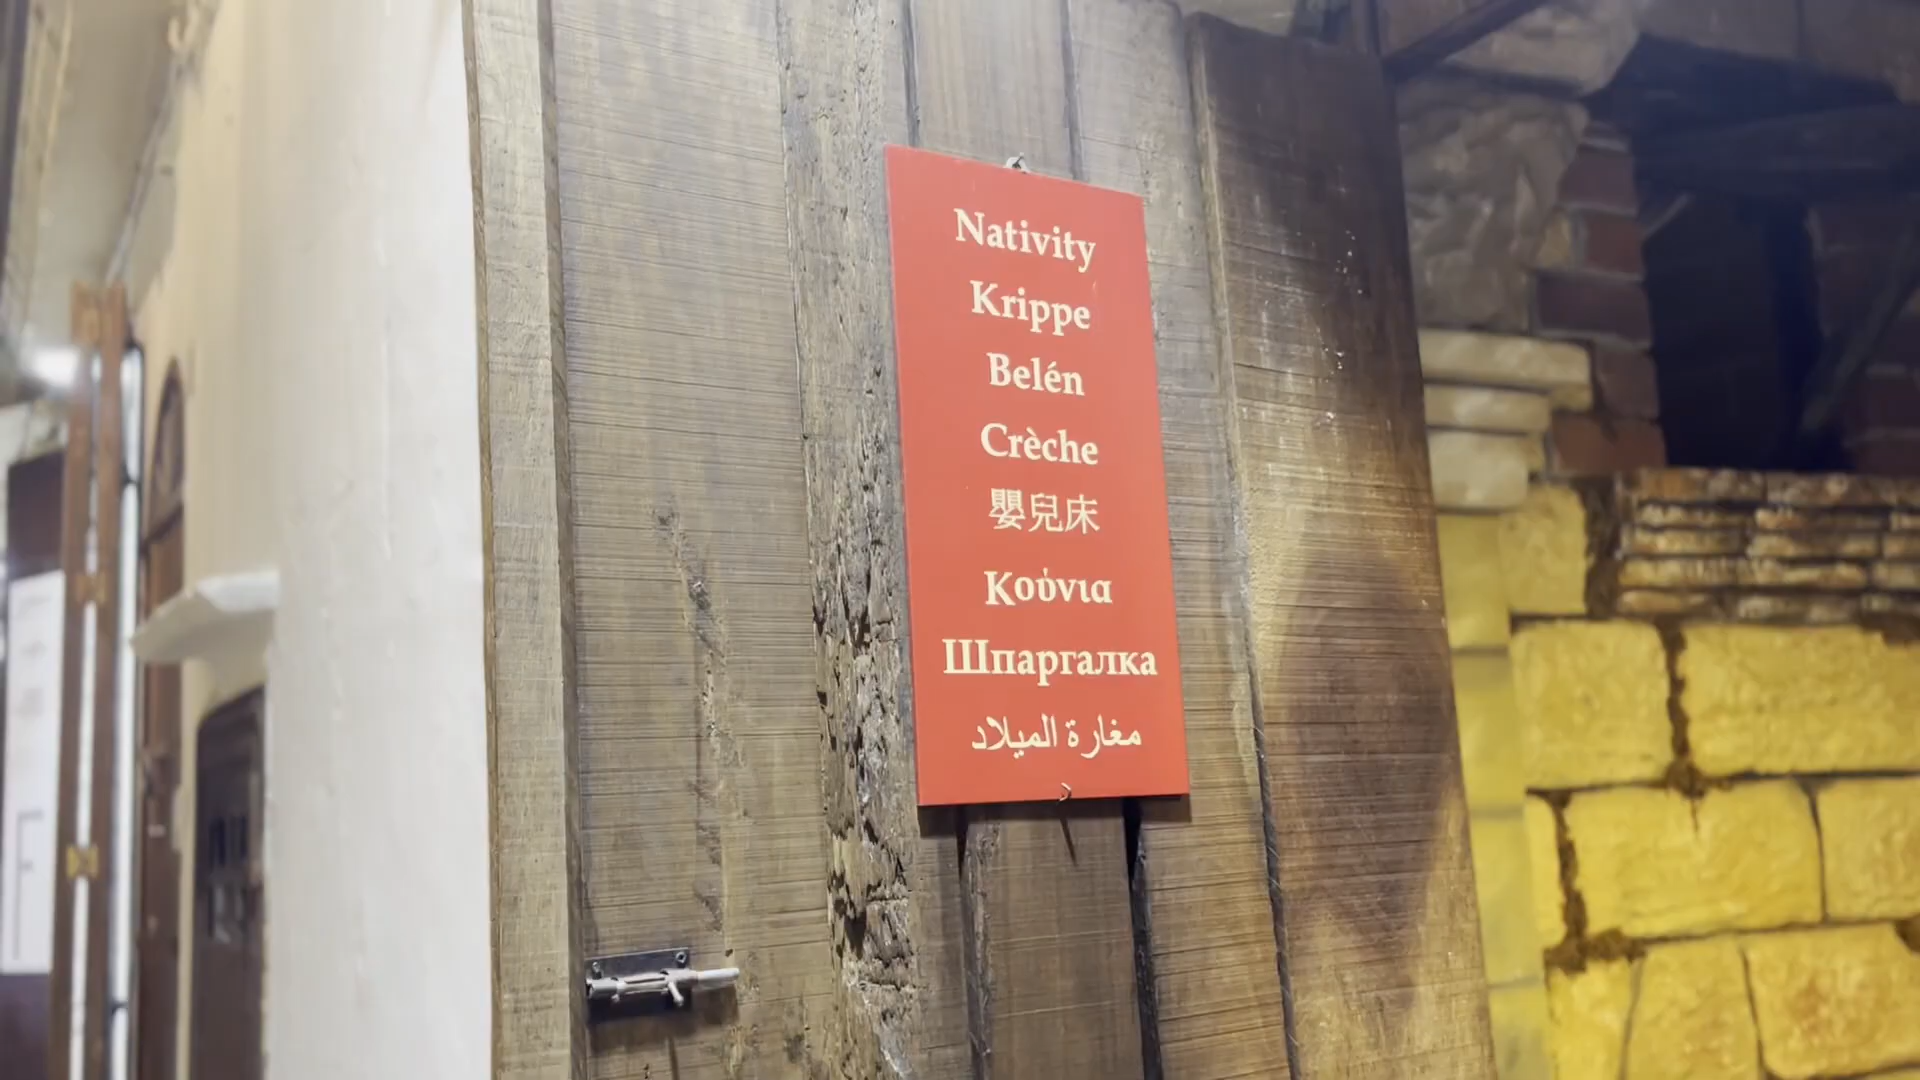 Nativity
Krippe
Belén
Crèche
嬰兒床
Κούνια
Шпаргалка
مغارة الميلاد